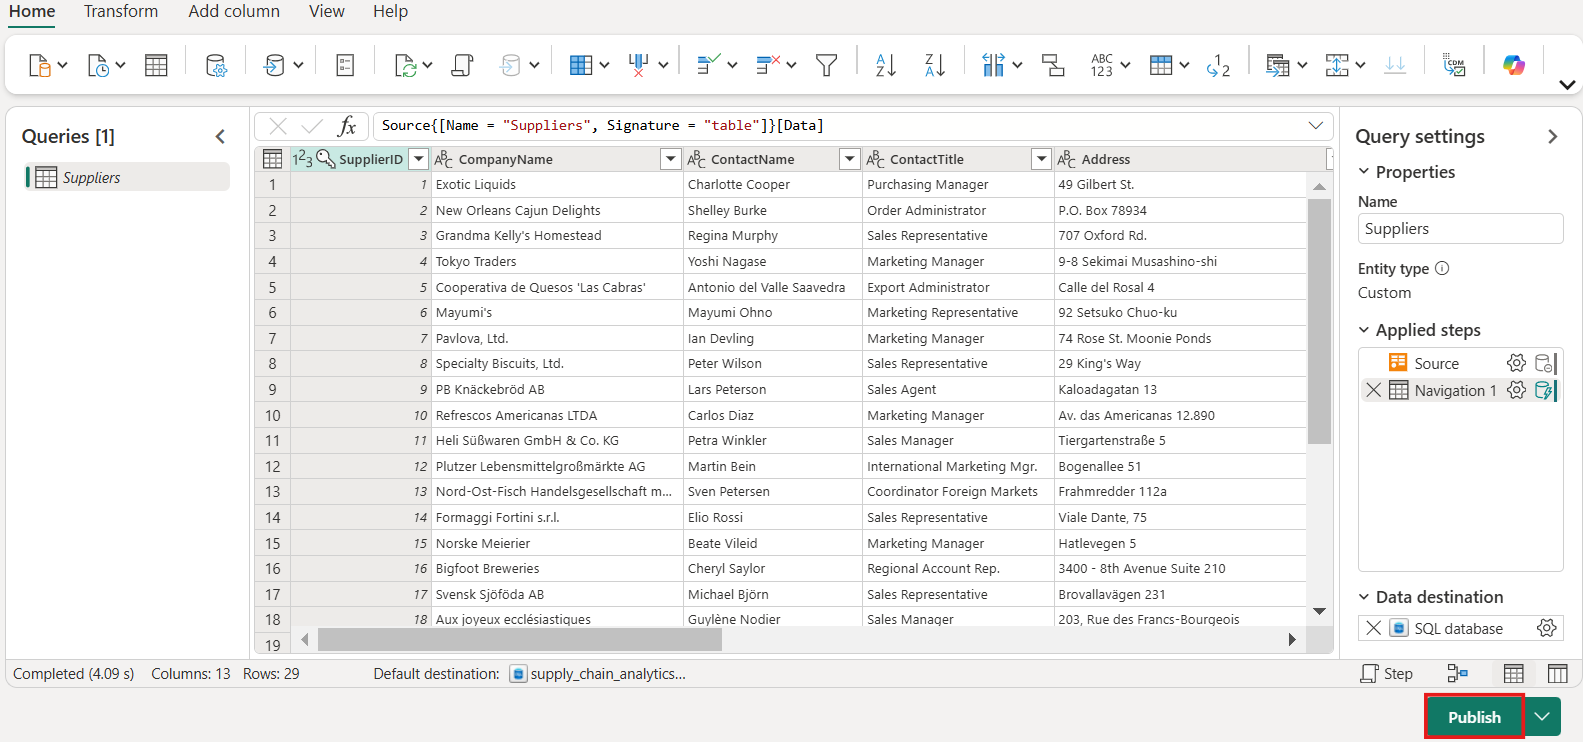 Home Transform Add column View Help
ABC
123
A
Z
Z
A
1
2
CDM
Queries [1]
Suppliers
fx Source{[Name = "Suppliers", Signature = "table"]}[Data]
123 SupplierID ABC CompanyName ABC ContactName ABC ContactTitle ABC Address
1 1 Exotic Liquids Charlotte Cooper Purchasing Manager 49 Gilbert St.
2 2 New Orleans Cajun Delights Shelley Burke Order Administrator P.O. Box 78934
3 3 Grandma Kelly's Homestead Regina Murphy Sales Representative 707 Oxford Rd.
4 4 Tokyo Traders Yoshi Nagase Marketing Manager 9-8 Sekimai Musashino-shi
5 5 Cooperativa de Quesos 'Las Cabras' Antonio del Valle Saavedra Export Administrator Calle del Rosal 4
6 6 Mayumi's Mayumi Ohno Marketing Representative 92 Setsuko Chuo-ku
7 7 Pavlova, Ltd. Ian Devling Marketing Manager 74 Rose St. Moonie Ponds
8 8 Specialty Biscuits, Ltd. Peter Wilson Sales Representative 29 King's Way
9 9 PB Knäckebröd AB Lars Peterson Sales Agent Kaloadagatan 13
10 10 Refrescos Americanas LTDA Carlos Diaz Marketing Manager Av. das Americanas 12.890
11 11 Heli Süßwaren GmbH & Co. KG Petra Winkler Sales Manager Tiergartenstraße 5
12 12 Plutzer Lebensmittelgroßmärkte AG Martin Bein International Marketing Mgr. Bogenallee 51
13 13 Nord-Ost-Fisch Handelsgesellschaft m... Sven Petersen Coordinator Foreign Markets Frahmredder 112a
14 14 Formaggi Fortini s.r.l. Elio Rossi Sales Representative Viale Dante, 75
15 15 Norske Meierier Beate Vileid Marketing Manager Hatlevegen 5
16 16 Bigfoot Breweries Cheryl Saylor Regional Account Rep. 3400 - 8th Avenue Suite 210
17 17 Svensk Sjöföda AB Michael Björn Sales Representative Brovallavägen 231
18 18 Aux joyeux ecclésiastiques Guylène Nodier Sales Manager 203, Rue des Francs-Bourgeois
19
Query settings
Properties
Name
Suppliers
Entity type
Custom
Applied steps
Source
Navigation 1
Data destination
SQL database
Completed (4.09 s) Columns: 13 Rows: 29 Default destination: supply_chain_analytics... Step
Publish